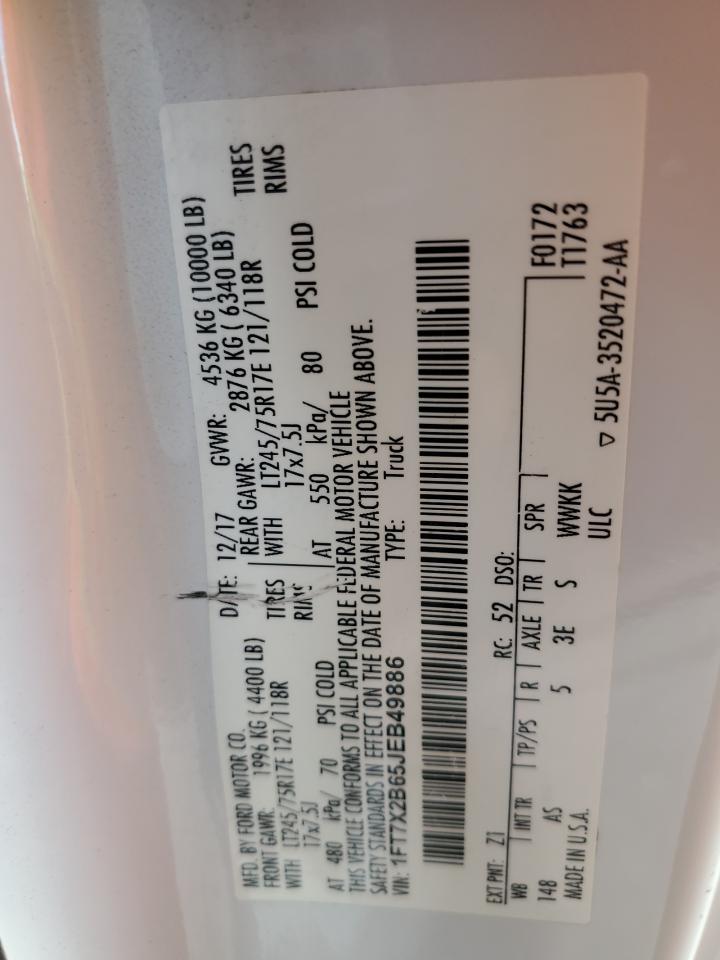 MFD. BY FORD MOTOR CO. DATE: 12/17 GVWR: 4536 KG (10000 LB)
FRONT GAWR: 1996 KG ( 4400 LB) REAR GAWR: 2876 KG ( 6340 LB)
WITH LT245/75R17E 121/118R TIRES WITH LT245/75R17E 121/118R TIRES
17x7.5J RIMS 17x7.5J RIMS
AT 480 kPa/ 70 PSI COLD AT 550 kPa/ 80 PSI COLD
THIS VEHICLE CONFORMS TO ALL APPLICABLE FEDERAL MOTOR VEHICLE
SAFETY STANDARDS IN EFFECT ON THE DATE OF MANUFACTURE SHOWN ABOVE.
VIN: 1FT7X2B65JEB49886 TYPE: Truck
EXT PNT: Z1 RC: 52 DSO: F0172
WB INT TR TP/PS R AXLE TR SPR T1763
148 AS 5 3E S WWKK
MADE IN U.S.A. ULC ▽ 5U5A-3520472-AA